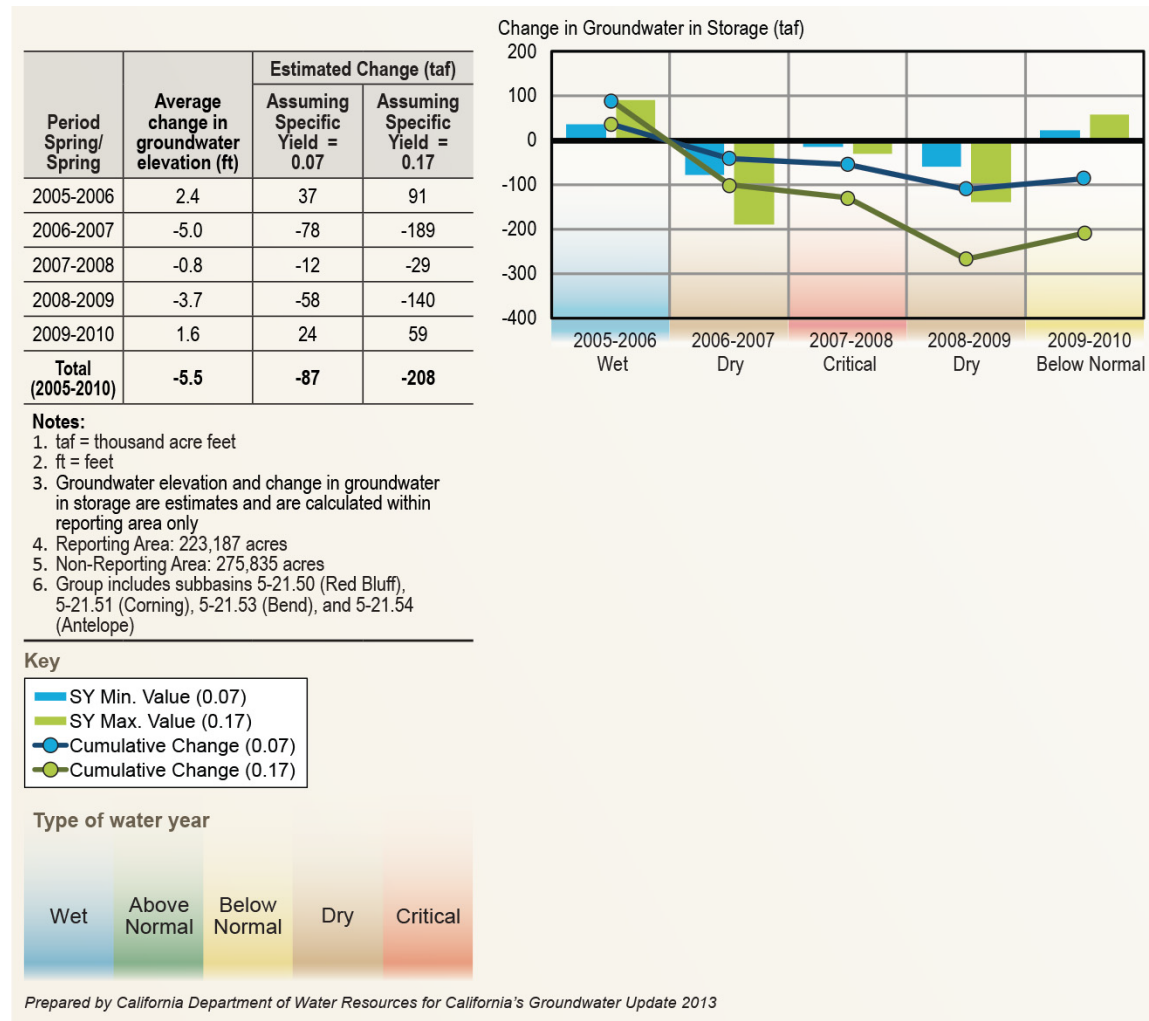 Period Spring/ Spring
Average change in groundwater elevation (ft)
Estimated Change (taf)
Assuming Specific Yield = 0.07
Assuming Specific Yield = 0.17
2005-2006 2.4 37 91
2006-2007 -5.0 -78 -189
2007-2008 -0.8 -12 -29
2008-2009 -3.7 -58 -140
2009-2010 1.6 24 59
Total (2005-2010) -5.5 -87 -208
Notes:
1. taf = thousand acre feet
2. ft = feet
3. Groundwater elevation and change in groundwater
in storage are estimates and are calculated within
reporting area only
4. Reporting Area: 223,187 acres
5. Non-Reporting Area: 275,835 acres
6. Group includes subbasins 5-21.50 (Red Bluff),
5-21.51 (Corning), 5-21.53 (Bend), and 5-21.54
(Antelope)
Key
SY Min. Value (0.07)
SY Max. Value (0.17)
Cumulative Change (0.07)
Cumulative Change (0.17)
Type of water year
Wet
Above Normal
Below Normal
Dry
Critical
Change in Groundwater in Storage (taf)
200
100
0
-100
-200
-300
-400
2005-2006 2006-2007 2007-2008 2008-2009 2009-2010
Wet Dry Critical Dry Below Normal
Prepared by California Department of Water Resources for California's Groundwater Update 2013